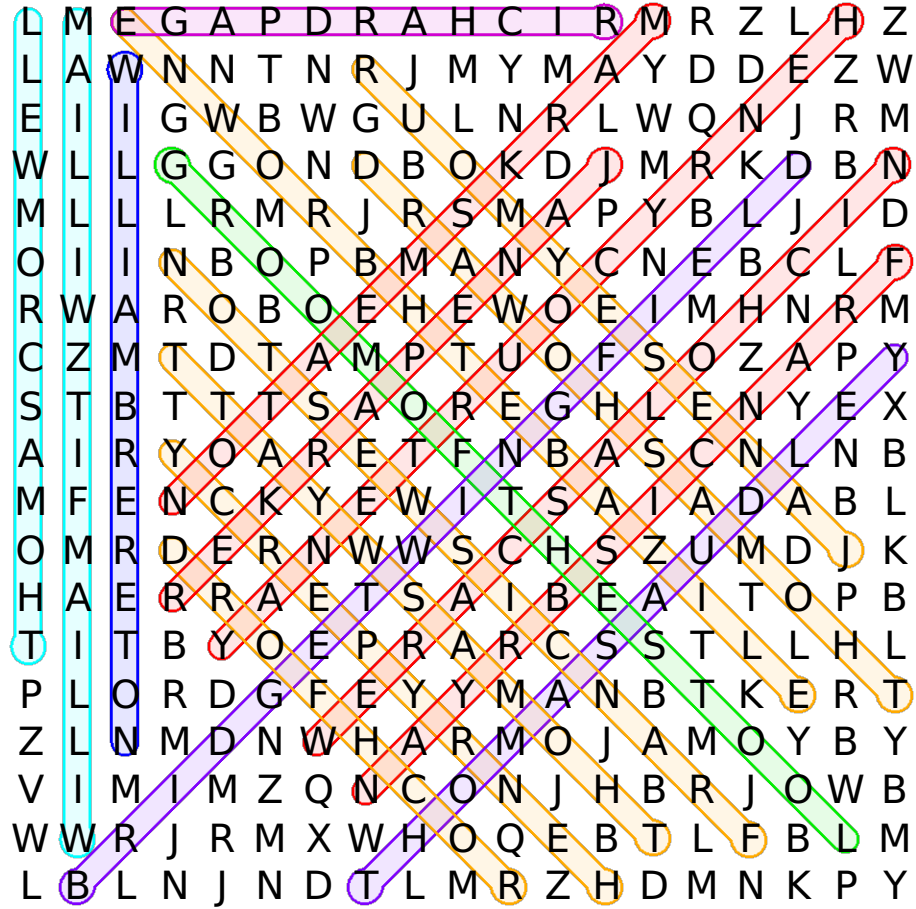 L M E G A P D R A H C I R M R Z L H Z
L A W N N T N R J M Y M A Y D D E Z W
E I I G W B W G U L N R L W Q N J R M
W L L G G O N D B O K D J M R K D B N
M L L L R M R J R S M A P Y B L J I D
O I I N B O P B M A N Y C N E B C L F
R W A R O B O E H E W O E I M H N R M
C Z M T D T A M P T U O F S O Z A P Y
S T B T T T S A O R E G H L E N Y E X
A I R Y O A R E T F N B A S C N L N B
M F E N C K Y E W I T S A I A D A B L
O M R D E R N W W S C H S Z U M D J K
H A E R R A E T S A I B E A I T O P B
T I T B Y O E P R A R C S S T L L H L
P L O R D G F E Y Y M A N B T K E R T
Z L N M D N W H A R M O J A M O Y B Y
V I M I M Z Q N C O N J H B R J O W B
W W R J R M X W H O Q E B T L F B L M
L B L N J N D T L M R Z H D M N K P Y